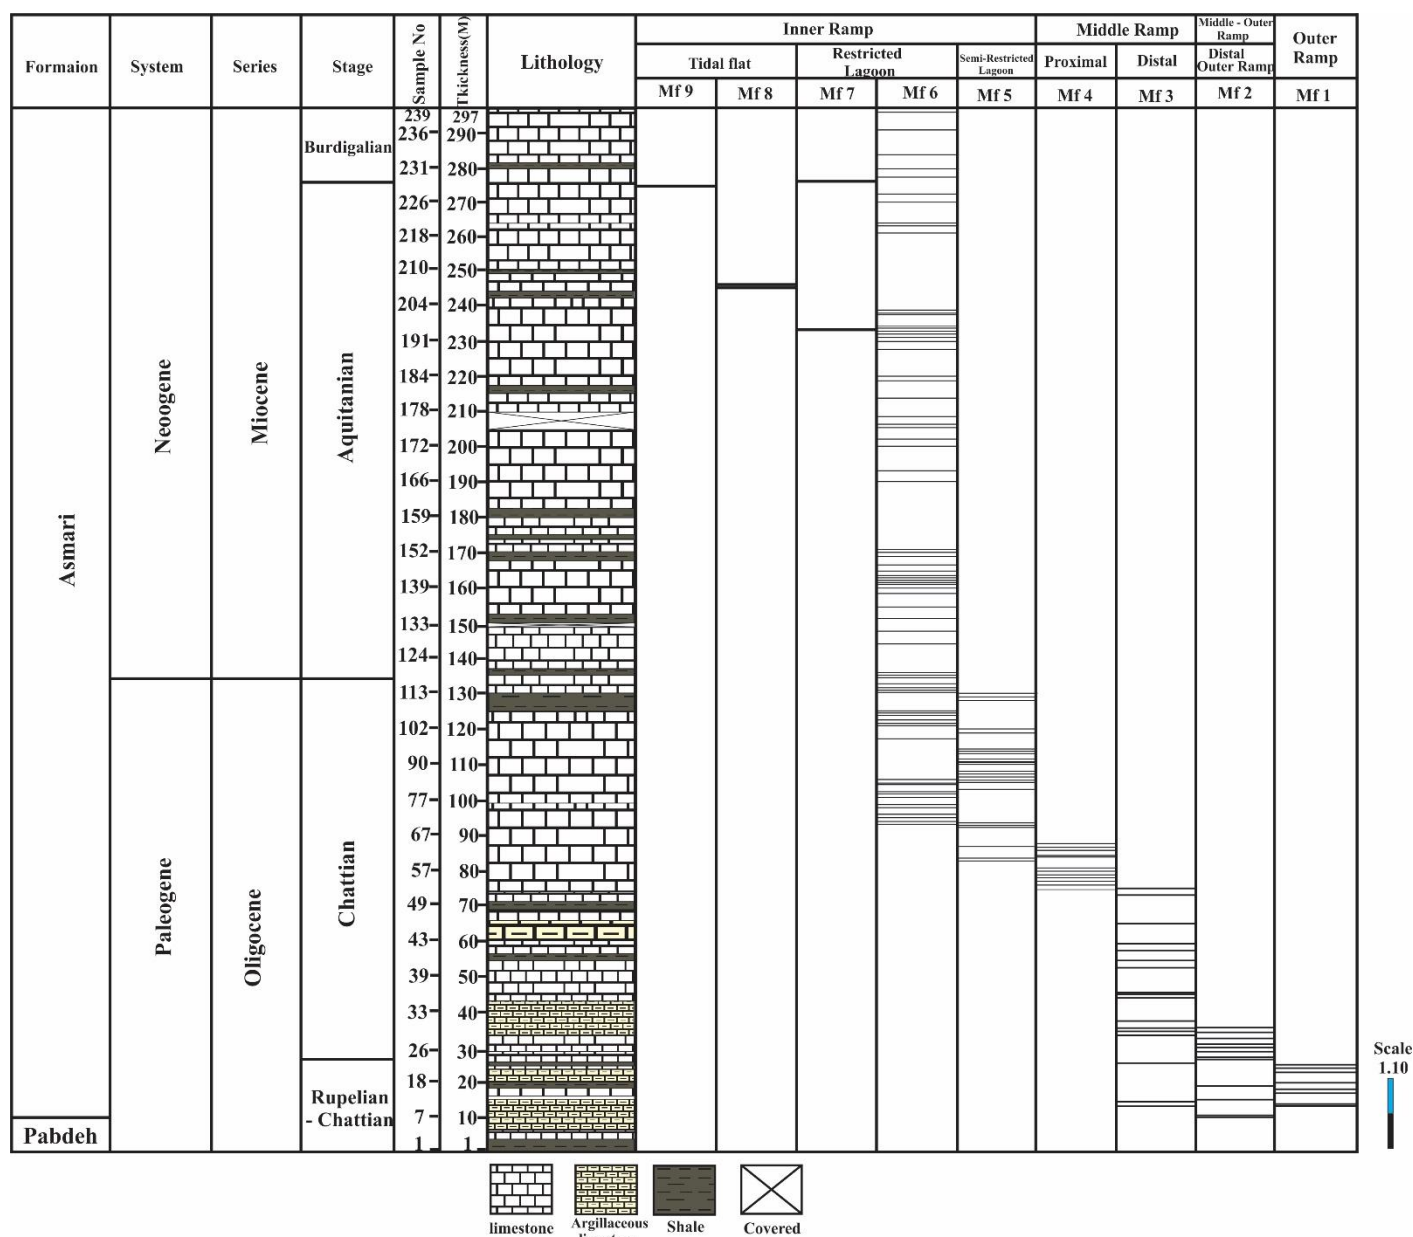 Formaion
System
Series
Stage
Sample No
Tkickness(M)
Lithology
Inner Ramp
Middle Ramp
Middle - Outer
Ramp
Outer
Ramp
Tidal flat
Restricted
Lagoon
Semi-Restricted
Lagoon
Proximal
Distal
Distal
Outer Ramp
Mf 9
Mf 8
Mf 7
Mf 6
Mf 5
Mf 4
Mf 3
Mf 2
Mf 1
Asmari
Pabdeh
Neoogene
Paleogene
Miocene
Oligocene
Burdigalian
Aquitanian
Chattian
Rupelian
- Chattian
239 297
236 290
231 280
226 270
218 260
210 250
204 240
191 230
184 220
178 210
172 200
166 190
159 180
152 170
139 160
133 150
124 140
113 130
102 120
90 110
77 100
67 90
57 80
49 70
43 60
39 50
33 40
26 30
18 20
7 10
1 1
Scale
1.10
limestone
Argillaceous
Shale
Covered